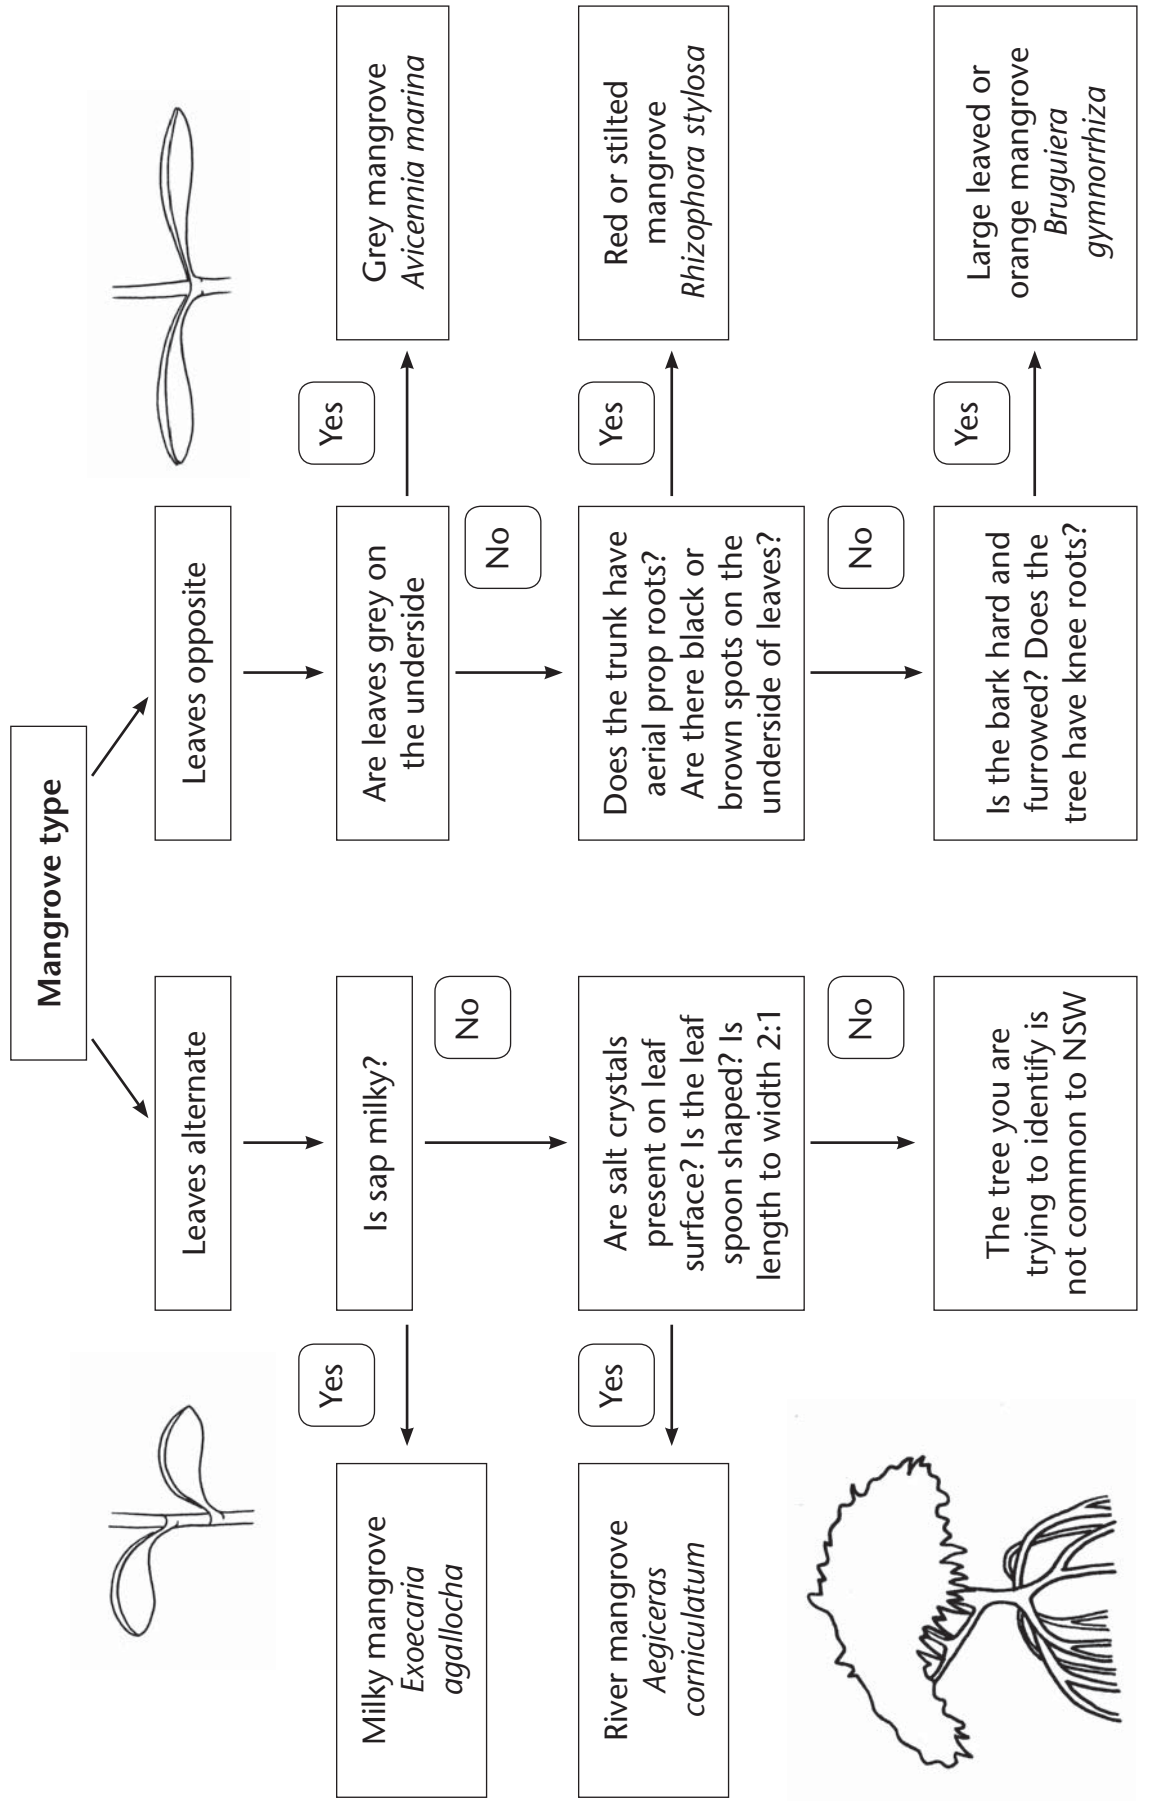 Mangrove type
Leaves alternate
Leaves opposite
Is sap milky?
Yes
Milky mangrove
Exoecaria
agallocha
No
Are salt crystals
present on leaf
surface? Is the leaf
spoon shaped? Is
length to width 2:1
Yes
River mangrove
Aegiceras
corniculatum
No
The tree you are
trying to identify is
not common to NSW
Are leaves grey on
the underside
Yes
Grey mangrove
Avicennia marina
No
Does the trunk have
aerial prop roots?
Are there black or
brown spots on the
underside of leaves?
Yes
Red or stilted
mangrove
Rhizophora stylosa
No
Is the bark hard and
furrowed? Does the
tree have knee roots?
Yes
Large leaved or
orange mangrove
Bruguiera
gymnorrhiza